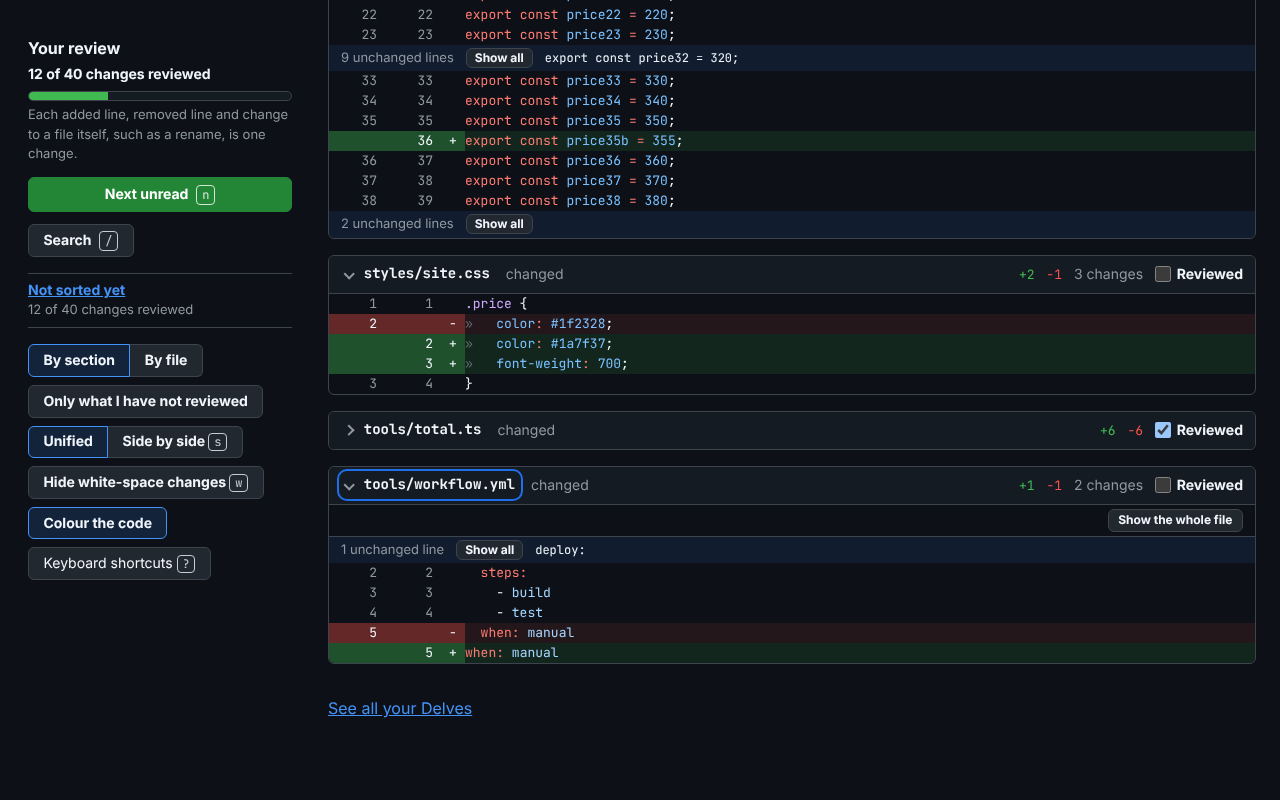 Your review
12 of 40 changes reviewed
Each added line, removed line and change
to a file itself, such as a rename, is one
change.
Next unread n
Search /
Not sorted yet
12 of 40 changes reviewed
By section By file
Only what I have not reviewed
Unified Side by side s
Hide white-space changes w
Colour the code
Keyboard shortcuts ?
22 22 export const price22 = 220;
23 23 export const price23 = 230;
9 unchanged lines Show all export const price32 = 320;
33 33 export const price33 = 330;
34 34 export const price34 = 340;
35 35 export const price35 = 350;
36 + export const price35b = 355;
36 37 export const price36 = 360;
37 38 export const price37 = 370;
38 39 export const price38 = 380;
2 unchanged lines Show all
styles/site.css changed +2 -1 3 changes Reviewed
1 1 .price {
2 - » color: #1f2328;
2 + » color: #1a7f37;
3 + » font-weight: 700;
3 4 }
tools/total.ts changed +6 -6 Reviewed
tools/workflow.yml changed +1 -1 2 changes Reviewed
Show the whole file
1 unchanged line Show all deploy:
2 2 steps:
3 3 - build
4 4 - test
5 - when: manual
5 + when: manual
See all your Delves